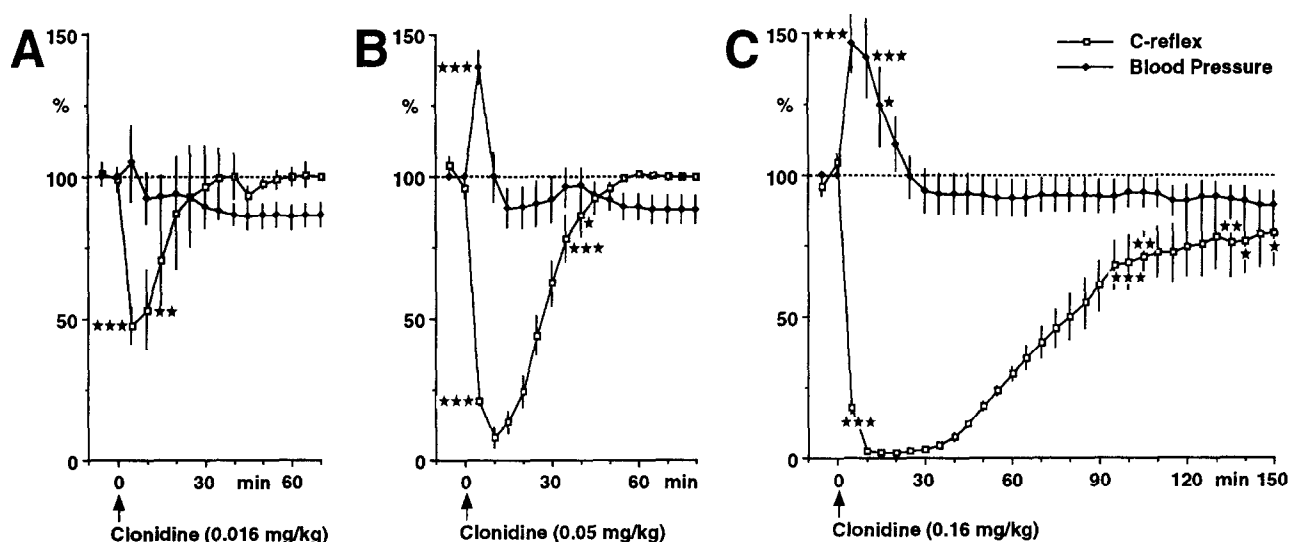 A
150
%
100
50
0
★★★
★★
0 30 min 60
Clonidine (0.016 mg/kg)
B
150
%
100
50
0
★★★
★★★
★
★★★
0 30 min 60
Clonidine (0.05 mg/kg)
C
150
%
100
50
0
★★★
★★★
★
★★★
★★
★★★
★★
★
★
0 30 60 90 120 min 150
Clonidine (0.16 mg/kg)
C-reflex
Blood Pressure